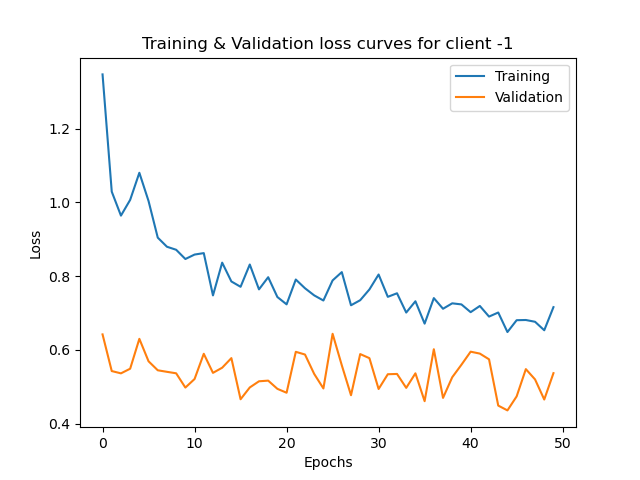 Training & Validation loss curves for client -1
Training
Validation
1.2
1.0
0.8
0.6
0.4
Loss
0
10
20
30
40
50
Epochs